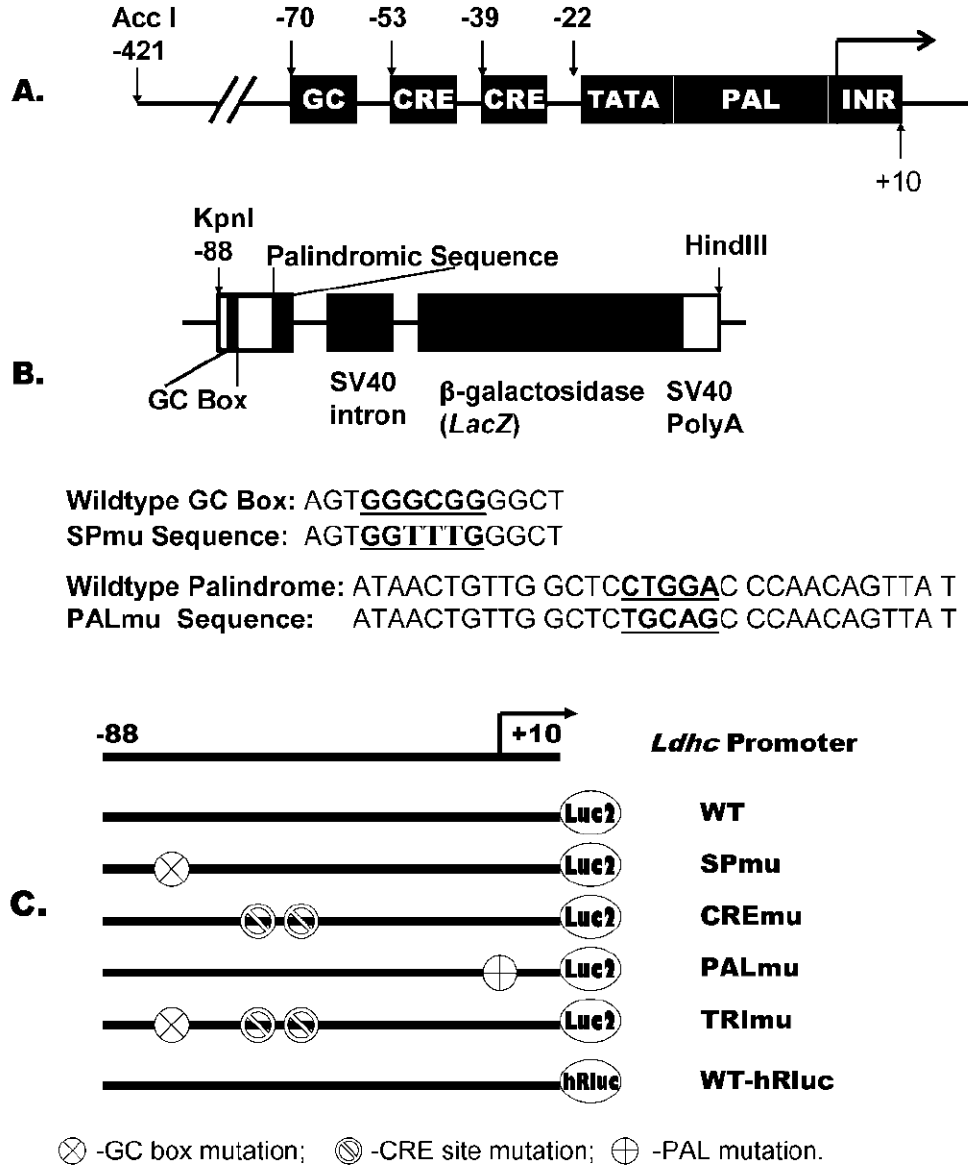 Acc I -70 -53 -39 -22
-421
A.
GC CRE CRE TATA PAL INR
+10
KpnI
-88
Palindromic Sequence
HindIII
B.
GC Box
SV40
intron
β-galactosidase
(LacZ)
SV40
PolyA
Wildtype GC Box: AGTGGGCGGGGCT
SPmu Sequence: AGTGGTTTGGGCT
Wildtype Palindrome: ATAACTGTTG GCTCCTGGAC CCAACAGTTA T
PALmu Sequence: ATAACTGTTG GCTCTGCAGC CCAACAGTTA T
-88 +10 Ldhc Promoter
C.
Luc2 WT
Luc2 SPmu
Luc2 CREmu
Luc2 PALmu
Luc2 TRImu
hRluc WT-hRluc
-GC box mutation; -CRE site mutation; -PAL mutation.